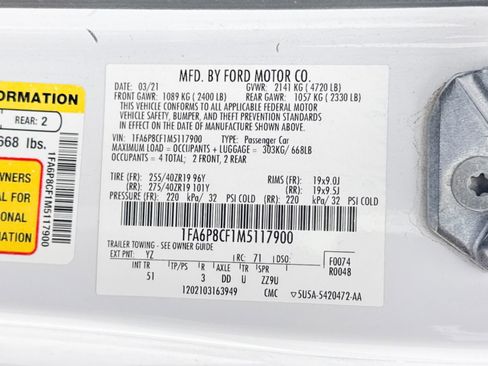 MFD. BY FORD MOTOR CO.
DATE: 03/21 GVWR: 2141 KG ( 4720 LB)
FRONT GAWR: 1089 KG ( 2400 LB) REAR GAWR: 1057 KG ( 2330 LB)
THIS VEHICLE CONFORMS TO ALL APPLICABLE FEDERAL MOTOR
VEHICLE SAFETY, BUMPER, AND THEFT PREVENTION STANDARDS IN
EFFECT ON THE DATE OF MANUFACTURE SHOWN ABOVE.
VIN: 1FA6P8CF1M5117900 TYPE: Passenger Car
MAXIMUM LOAD = OCCUPANTS + LUGGAGE = 303KG/ 668LB
OCCUPANTS = 4 TOTAL; 2 FRONT, 2 REAR
TIRE (FR): 255/40ZR19 96Y RIMS (FR): 19x9.0J
(RR): 275/40ZR19 101Y (RR): 19x9.5J
PRESSURE (FR): 220 kPa/ 32 PSI COLD (RR): 220 kPa/ 32 PSI COLD
1FA6P8CF1M5117900
TRAILER TOWING - SEE OWNER GUIDE
EXT PNT: YZ RC: 71 DSO: F0074
INT TR TP/PS R AXLE TR SPR R0048
51 3 DD U ZZ9U
1202103163949 CMC 5U5A-5420472-AA
ORMATION
REAR: 2
668 lbs.
WNERS
AL FOR
IONAL
MATION
1FA6P8CF1M5117900